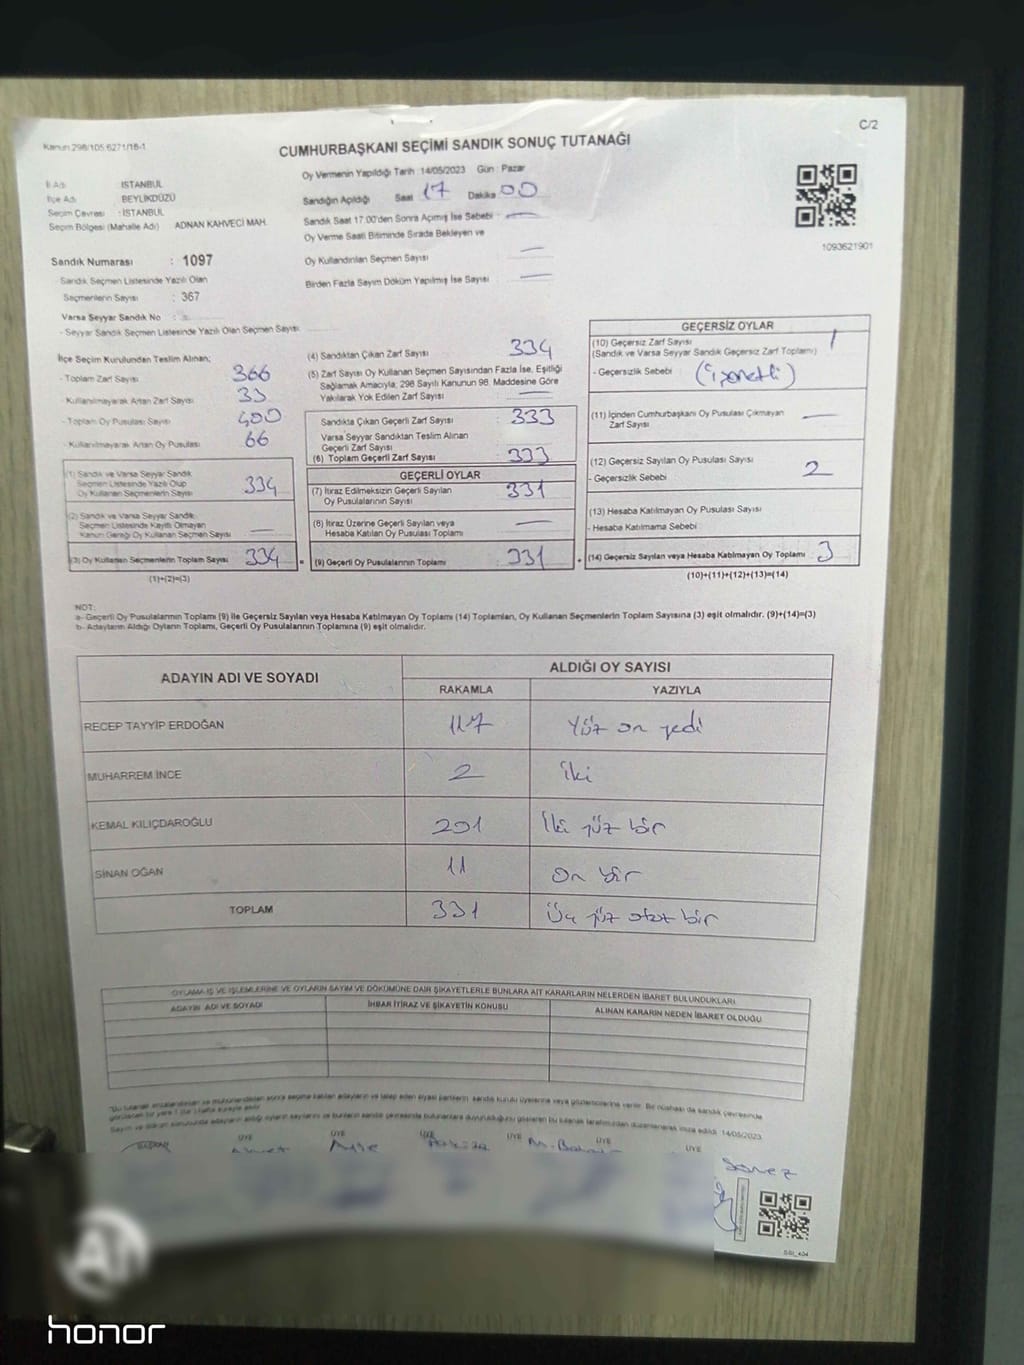 C/2
Kanun:298/105.6271/18-1
CUMHURBAŞKANI SEÇİMİ SANDIK SONUÇ TUTANAĞI
İl Adı : İSTANBUL
İlçe Adı : BEYLİKDÜZÜ
Seçim Çevresi : İSTANBUL
Seçim Bölgesi (Mahalle Adı) ADNAN KAHVECİ MAH.
Oy Vermenin Yapıldığı Tarih :14/05/2023 Gün : Pazar
Sandığın Açıldığı Saat 17 Dakika 00
Sandık Saat 17.00'den Sonra Açımış İse Sebebi -
Oy Verme Saati Bitiminde Sırada Bekleyen ve
Oy Kullandırılan Seçmen Sayısı —
Birden Fazla Sayım Döküm Yapılmış İse Sayısı —
1093621901
Sandık Numarası : 1097
- Sandık Seçmen Listesinde Yazılı Olan
Seçmenlerin Sayısı : 367
Varsa Seyyar Sandık No :
- Seyyar Sandık Seçmen Listesinde Yazılı Olan Seçmen Sayısı
İlçe Seçim Kurulundan Teslim Alınan;
- Toplam Zarf Sayısı 366
- Kullanılmayarak Artan Zarf Sayısı 33
- Toplam Oy Pusulası Sayısı 400
- Kullanılmayarak Artan Oy Pusulası 66
(1) Sandık ve Varsa Seyyar Sandık
Seçmen Listesinde Yazılı Olup
Oy Kullanan Seçmenlerin Sayısı 334
(2) Sandık ve Varsa Seyyar Sandık
Seçmen Listesinde Kayıtlı Olmayan
Kanun Gereği Oy Kullanan Seçmen Sayısı —
(3) Oy Kullanan Seçmenlerin Toplam Sayısı 334 =
(1)+(2)=(3)
(4) Sandıktan Çıkan Zarf Sayısı 334
(5) Zarf Sayısı Oy Kullanan Seçmen Sayısından Fazla İse, Eşitliği
Sağlamak Amacıyla; 298 Sayılı Kanunun 98. Maddesine Göre
Yakılarak Yok Edilen Zarf Sayısı —
Sandıkta Çıkan Geçerli Zarf Sayısı : 333
Varsa Seyyar Sandıktan Teslim Alınan
Geçerli Zarf Sayısı
(6) Toplam Geçerli Zarf Sayısı : 333
GEÇERLİ OYLAR
(7) İtiraz Edilmeksizin Geçerli Sayılan
Oy Pusulalarının Sayısı : 331
(8) İtiraz Üzerine Geçerli Sayılan veya
Hesaba Katılan Oy Pusulası Toplamı —
(9) Geçerli Oy Pusulalarının Toplamı : 331 +
GEÇERSİZ OYLAR
(10) Geçersiz Zarf Sayısı 1
(Sandık ve Varsa Seyyar Sandık Geçersiz Zarf Toplamı)
- Geçersizlik Sebebi (İşaretli)
(11) İçinden Cumhurbaşkanı Oy Pusulası Çıkmayan
Zarf Sayısı —
(12) Geçersiz Sayılan Oy Pusulası Sayısı 2
- Geçersizlik Sebebi
(13) Hesaba Katılmayan Oy Pusulası Sayısı
- Hesaba Katılmama Sebebi
(14) Geçersiz Sayılan veya Hesaba Katılmayan Oy Toplamı 3
(10)+(11)+(12)+(13)=(14)
NOT:
a- Geçerli Oy Pusulalarının Toplamı (9) ile Geçersiz Sayılan veya Hesaba Katılmayan Oy Toplamı (14) Toplamları, Oy Kullanan Seçmenlerin Toplam Sayısına (3) eşit olmalıdır. (9)+(14)=(3)
b- Adayların Aldığı Oyların Toplamı, Geçerli Oy Pusulalarının Toplamına (9) eşit olmalıdır.
ADAYIN ADI VE SOYADI ALDIĞI OY SAYISI
RAKAMLA YAZIYLA
RECEP TAYYİP ERDOĞAN 117 Yüz on yedi
MUHARREM İNCE 2 İki
KEMAL KILIÇDAROĞLU 201 İki yüz bir
SİNAN OĞAN 11 On bir
TOPLAM 331 Üç yüz otuz bir
OYLAMA İŞ VE İŞLEMLERİNE VE OYLARIN SAYIM VE DÖKÜMÜNE DAİR ŞİKAYETLERLE BUNLARA AİT KARARLARIN NELERDEN İBARET BULUNDUKLARI
ADAYIN ADI VE SOYADI İHBAR İTİRAZ VE ŞİKAYETİN KONUSU ALINAN KARARIN NEDEN İBARET OLDUĞU
BAŞKAN ÜYE ÜYE ÜYE ÜYE ÜYE ÜYE
Ahmet Ayşe
honor